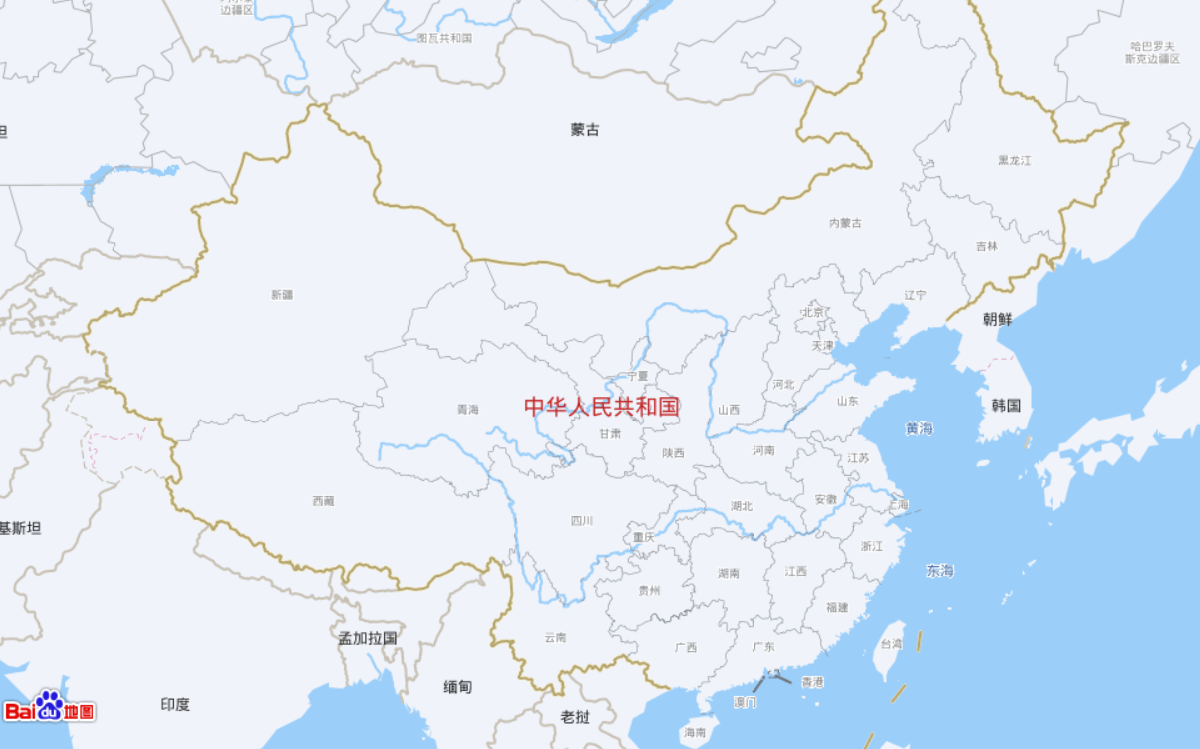 边疆区
图瓦共和国
哈巴罗夫
斯克边疆区
蒙古
坦
黑龙江
内蒙古
吉林
新疆
辽宁
北京
朝鲜
天津
宁夏
河北
山东
青海
中华人民共和国
山西
韩国
甘肃
黄海
陕西
河南
江苏
西藏
安徽
湖北
上海
四川
基斯坦
重庆
浙江
东海
湖南
江西
贵州
福建
孟加拉国
云南
广西
广东
台湾
缅甸
香港
印度
澳门
Bai du 地图
老挝
海南